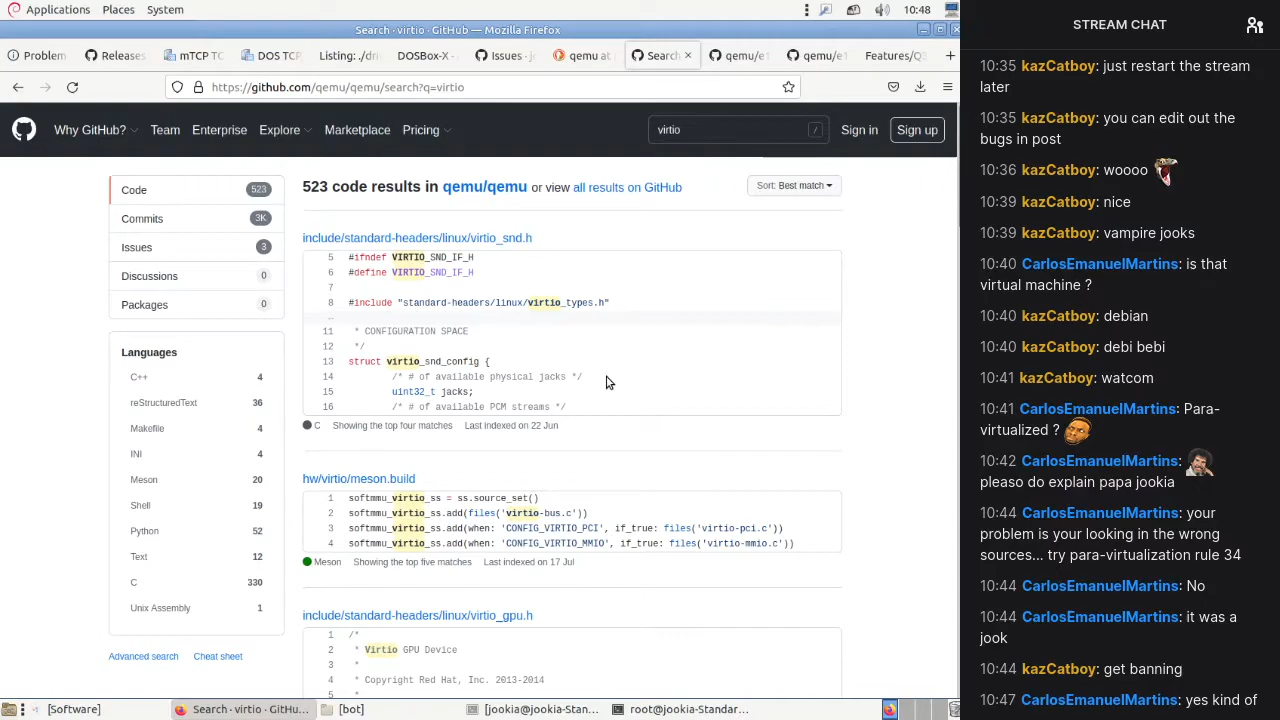 Applications Places System
10:48
Search · virtio · GitHub — Mozilla Firefox
Problem
Releases
mTCP TC
DOS TCP
Listing: ./
DOSBox-X -
Issues · jo
qemu at
Search
qemu/e
qemu/e
Features/Q
https://github.com/qemu/qemu/search?q=virtio
Why GitHub? Team Enterprise Explore Marketplace Pricing
virtio /
Sign in
Sign up
Code 523
Commits 3K
Issues 3
Discussions 0
Packages 0
Languages
C++ 4
reStructuredText 36
Makefile 4
INI 4
Meson 20
Shell 19
Python 52
Text 12
C 330
Unix Assembly 1
Advanced search Cheat sheet
523 code results in qemu/qemu or view all results on GitHub
Sort: Best match
include/standard-headers/linux/virtio_snd.h
5 #ifndef VIRTIO_SND_IF_H
6 #define VIRTIO_SND_IF_H
7
8 #include "standard-headers/linux/virtio_types.h"
…
11 * CONFIGURATION SPACE
12 */
13 struct virtio_snd_config {
14 /* # of available physical jacks */
15 uint32_t jacks;
16 /* # of available PCM streams */
C Showing the top four matches Last indexed on 22 Jun
hw/virtio/meson.build
1 softmmu_virtio_ss = ss.source_set()
2 softmmu_virtio_ss.add(files('virtio-bus.c'))
3 softmmu_virtio_ss.add(when: 'CONFIG_VIRTIO_PCI', if_true: files('virtio-pci.c'))
4 softmmu_virtio_ss.add(when: 'CONFIG_VIRTIO_MMIO', if_true: files('virtio-mmio.c'))
Meson Showing the top five matches Last indexed on 17 Jul
include/standard-headers/linux/virtio_gpu.h
1 /*
2 * Virtio GPU Device
3 *
4 * Copyright Red Hat, Inc. 2013-2014
5 *
[Software]
Search · virtio · GitHu...
[bot]
[jookia@jookia-Stan...
root@jookia-Standar...
STREAM CHAT
10:35 kazCatboy: just restart the stream
later
10:35 kazCatboy: you can edit out the
bugs in post
10:36 kazCatboy: woooo
10:39 kazCatboy: nice
10:39 kazCatboy: vampire jooks
10:40 CarlosEmanuelMartins: is that
virtual machine ?
10:40 kazCatboy: debian
10:40 kazCatboy: debi bebi
10:41 kazCatboy: watcom
10:41 CarlosEmanuelMartins: Para-
virtualized ?
10:42 CarlosEmanuelMartins:
pleaso do explain papa jookia
10:44 CarlosEmanuelMartins: your
problem is your looking in the wrong
sources... try para-virtualization rule 34
10:44 CarlosEmanuelMartins: No
10:44 CarlosEmanuelMartins: it was a
jook
10:44 kazCatboy: get banning
10:47 CarlosEmanuelMartins: yes kind of